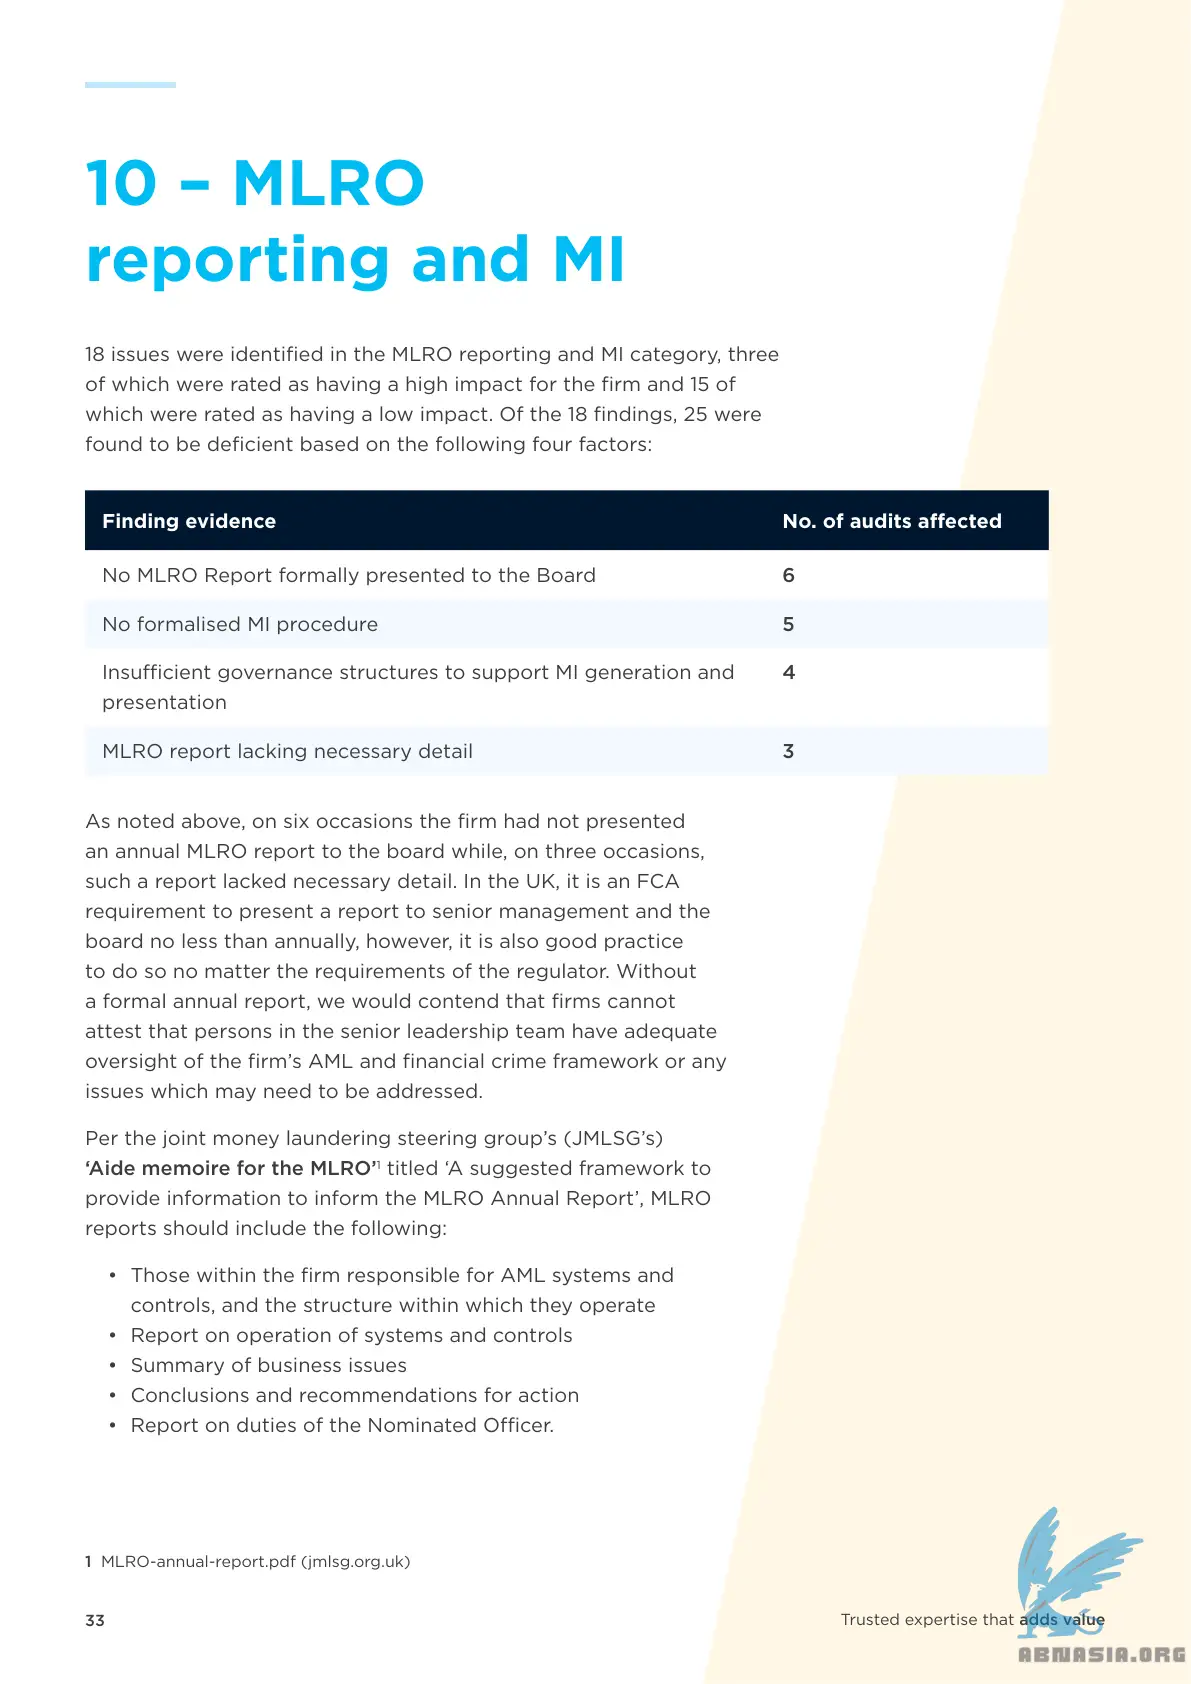 10 – MLRO
reporting and MI
18 issues were identified in the MLRO reporting and MI category, three
of which were rated as having a high impact for the firm and 15 of
which were rated as having a low impact. Of the 18 findings, 25 were
found to be deficient based on the following four factors:
Finding evidence No. of audits affected
No MLRO Report formally presented to the Board 6
No formalised MI procedure 5
Insufficient governance structures to support MI generation and 4
presentation
MLRO report lacking necessary detail 3
As noted above, on six occasions the firm had not presented
an annual MLRO report to the board while, on three occasions,
such a report lacked necessary detail. In the UK, it is an FCA
requirement to present a report to senior management and the
board no less than annually, however, it is also good practice
to do so no matter the requirements of the regulator. Without
a formal annual report, we would contend that firms cannot
attest that persons in the senior leadership team have adequate
oversight of the firm’s AML and financial crime framework or any
issues which may need to be addressed.
Per the joint money laundering steering group’s (JMLSG’s)
‘Aide memoire for the MLRO’1 titled ‘A suggested framework to
provide information to inform the MLRO Annual Report’, MLRO
reports should include the following:
• Those within the firm responsible for AML systems and
controls, and the structure within which they operate
• Report on operation of systems and controls
• Summary of business issues
• Conclusions and recommendations for action
• Report on duties of the Nominated Officer.
1 MLRO-annual-report.pdf (jmlsg.org.uk)
33 Trusted expertise that adds value
ABNASIA.ORG